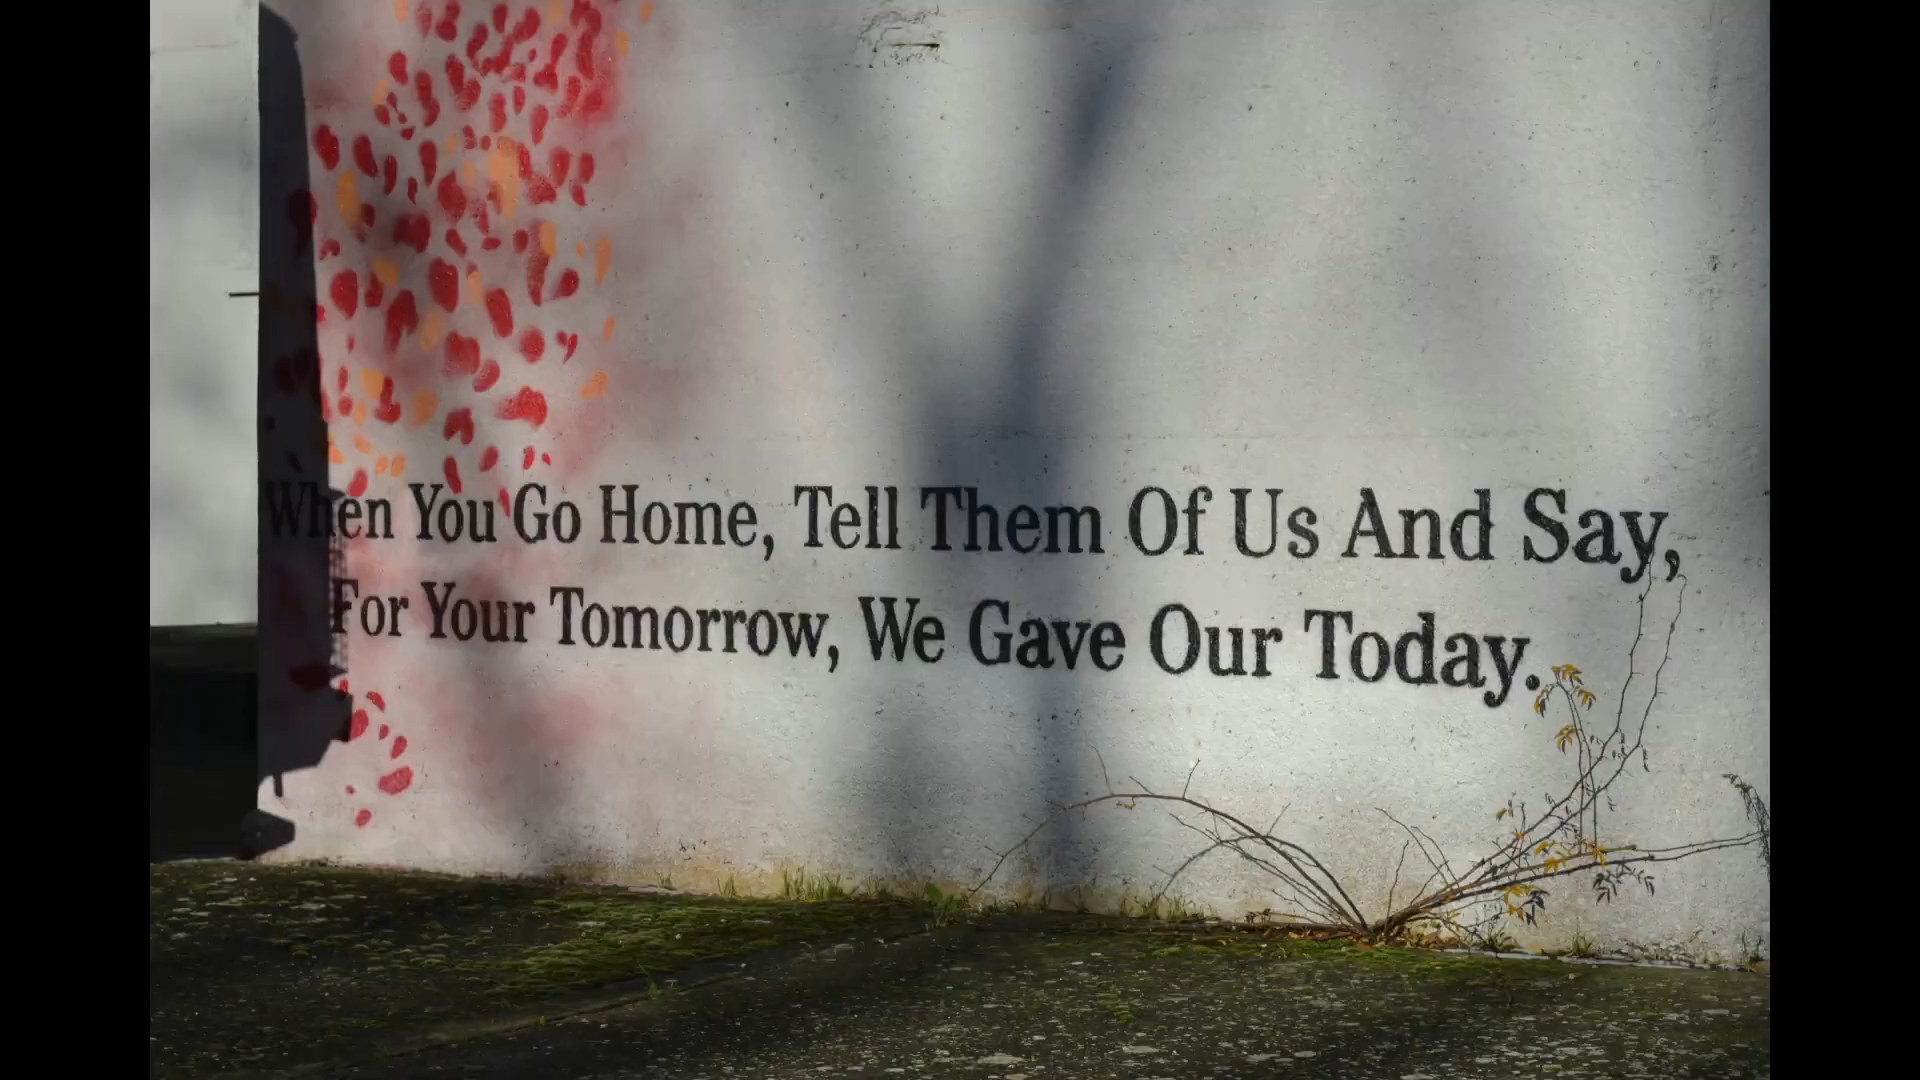 When You Go Home, Tell Them Of Us And Say,
For Your Tomorrow, We Gave Our Today.